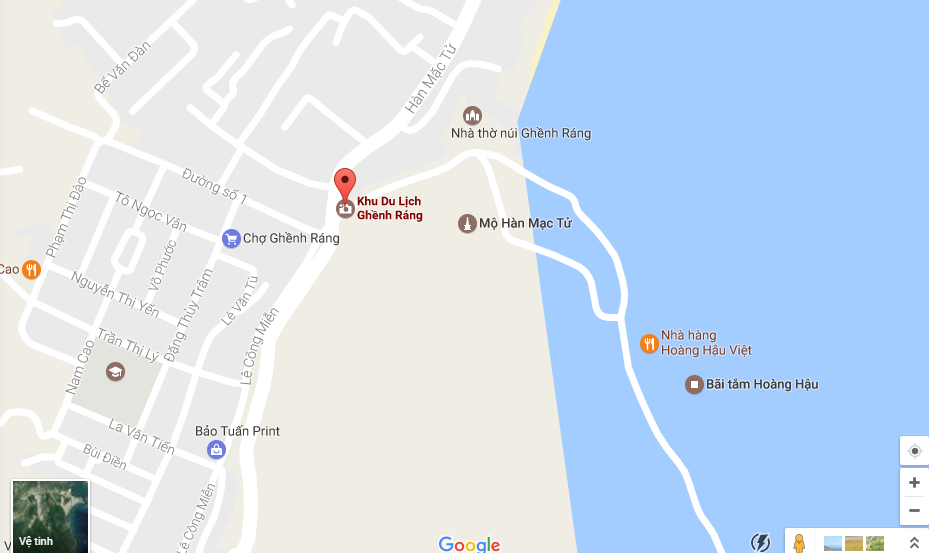 Bế Văn Đàn
Hàn Mặc Tử
Nhà thờ núi Ghềnh Ráng
Đường số 1
Phạm Thị Đào
Tô Ngọc Vân
Khu Du Lịch
Ghềnh Ráng
Mộ Hàn Mạc Tử
Chợ Ghềnh Ráng
Võ Phước
Cao
Nguyễn Thị Yến
Đặng Thùy Trâm
Lê Văn Tú
Lê Công Miễn
Trần Thị Lý
Nhà hàng
Hoàng Hậu Việt
Nam Cao
Bãi tắm Hoàng Hậu
La Văn Tiến
Bảo Tuấn Print
Bùi Điền
Lê Công Miễn
Vệ tinh
V
Google